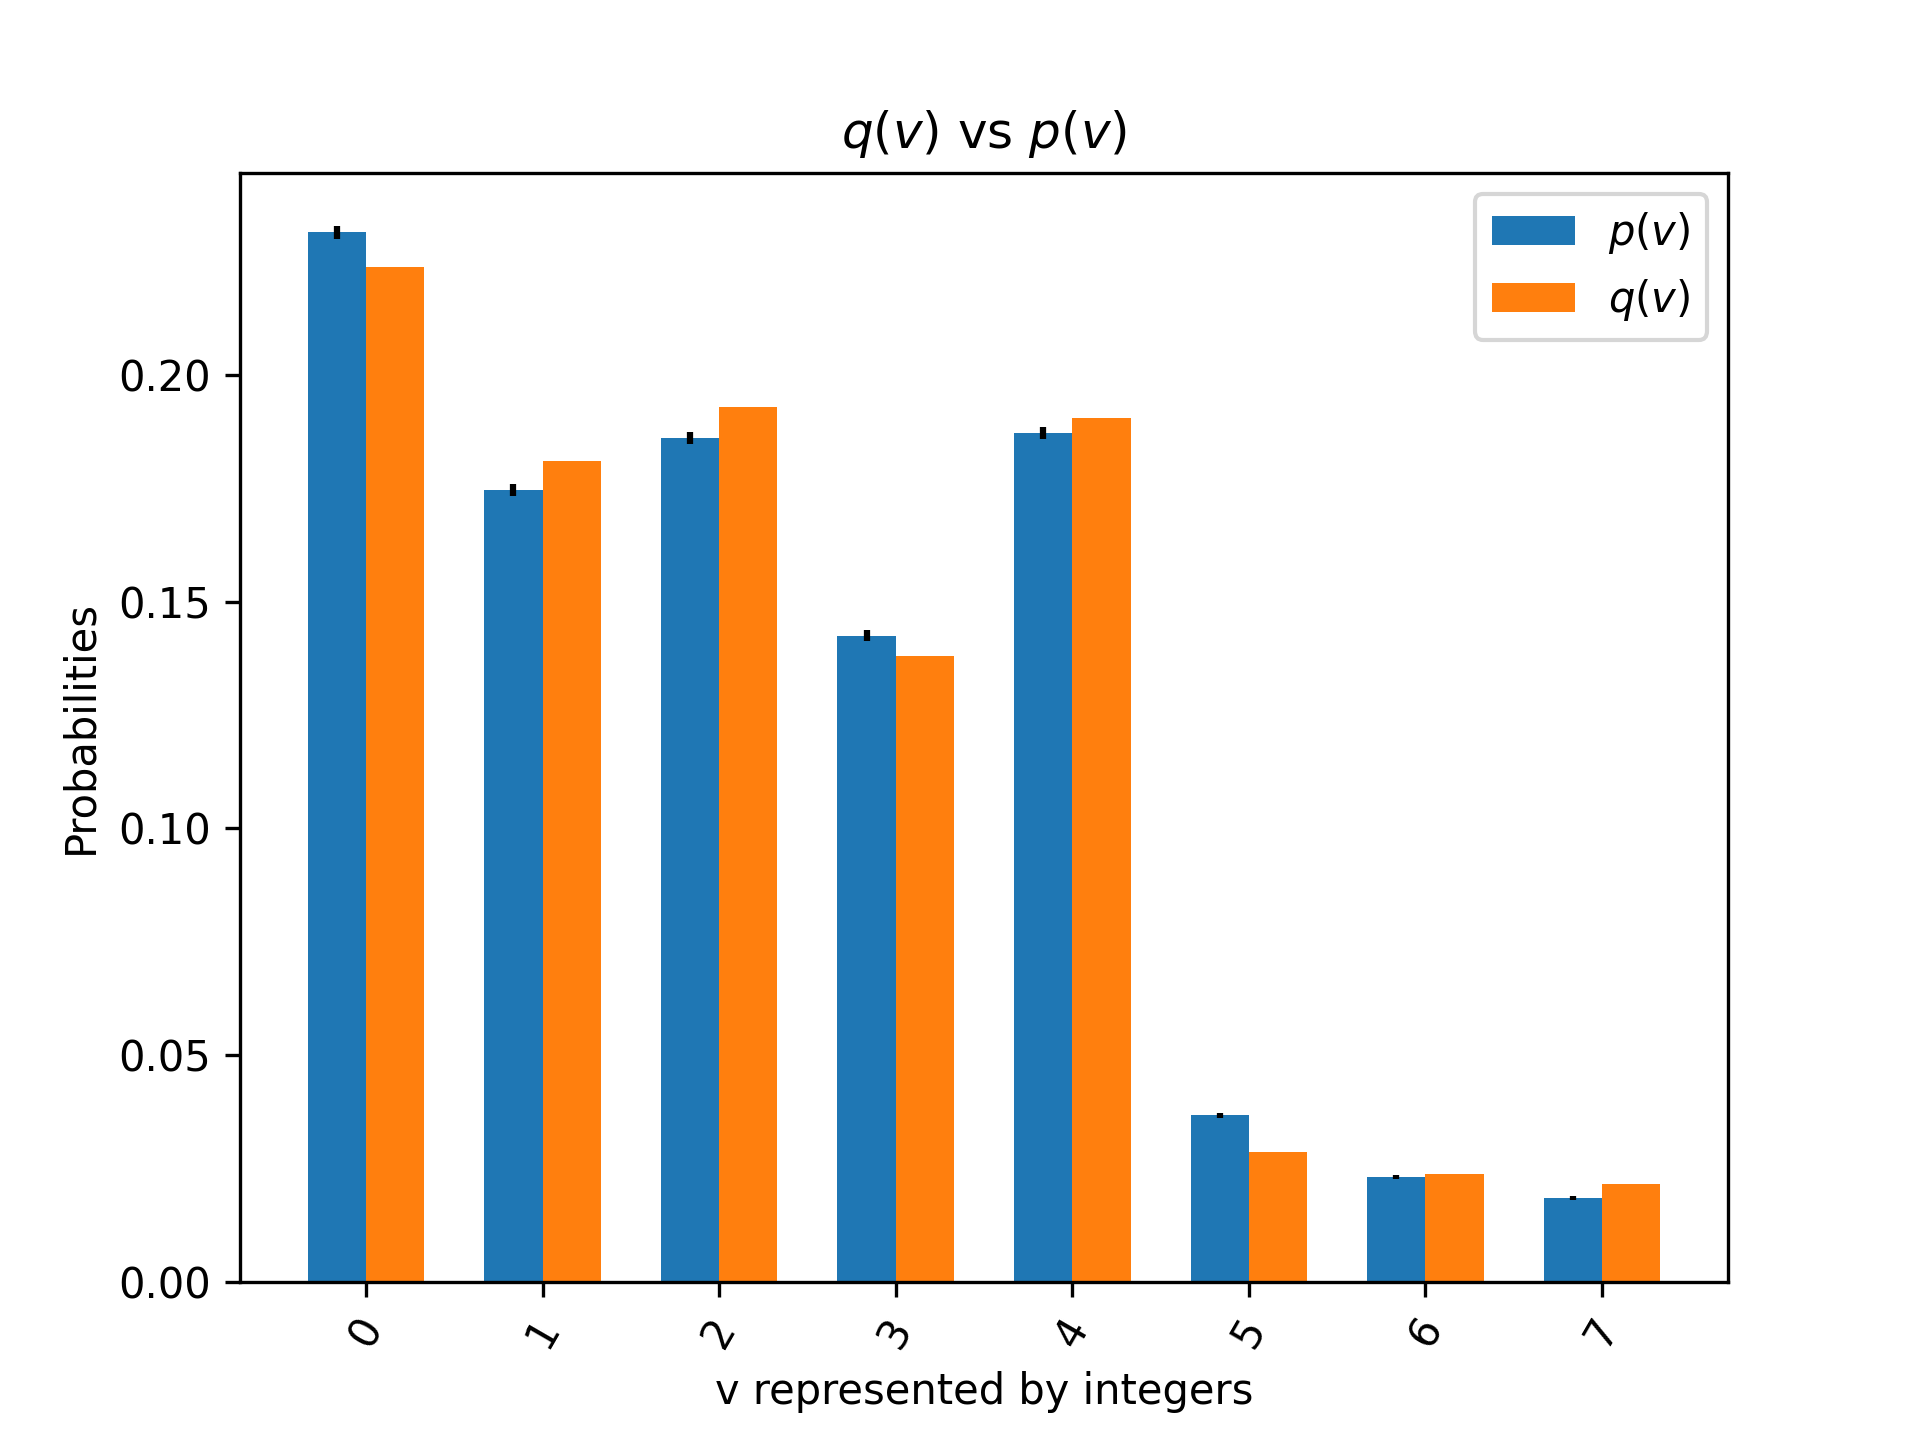 q(v) vs p(v)
p(v)
q(v)
0.20
0.15
0.10
0.05
0.00
Probabilities
0 1 2 3 4 5 6 7
v represented by integers